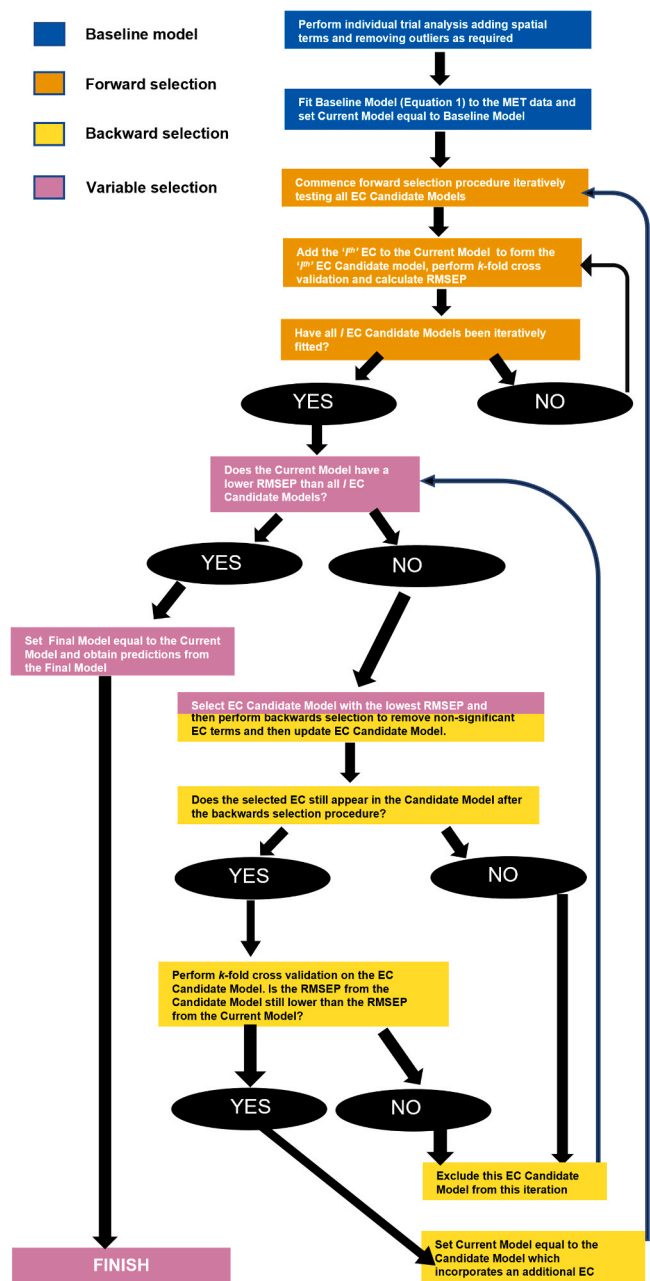 Baseline model
Forward selection
Backward selection
Variable selection
Perform individual trial analysis adding spatial
terms and removing outliers as required
Fit Baseline Model (Equation 1) to the MET data and
set Current Model equal to Baseline Model
Commence forward selection procedure iteratively
testing all EC Candidate Models
Add the ‘lth’ EC to the Current Model to form the
‘lth’ EC Candidate model, perform k-fold cross
validation and calculate RMSEP
Have all l EC Candidate Models been iteratively
fitted?
YES
NO
Does the Current Model have a
lower RMSEP than all l EC
Candidate Models?
YES
NO
Set Final Model equal to the Current
Model and obtain predictions from
the Final Model
Select EC Candidate Model with the lowest RMSEP and
then perform backwards selection to remove non-significant
EC terms and then update EC Candidate Model.
Does the selected EC still appear in the Candidate Model after
the backwards selection procedure?
YES
NO
Perform k-fold cross validation on the EC
Candidate Model. Is the RMSEP from the
Candidate Model still lower than the RMSEP
from the Current Model?
YES
NO
Exclude this EC Candidate
Model from this iteration
Set Current Model equal to the
Candidate Model which
incorporates an additional EC
FINISH